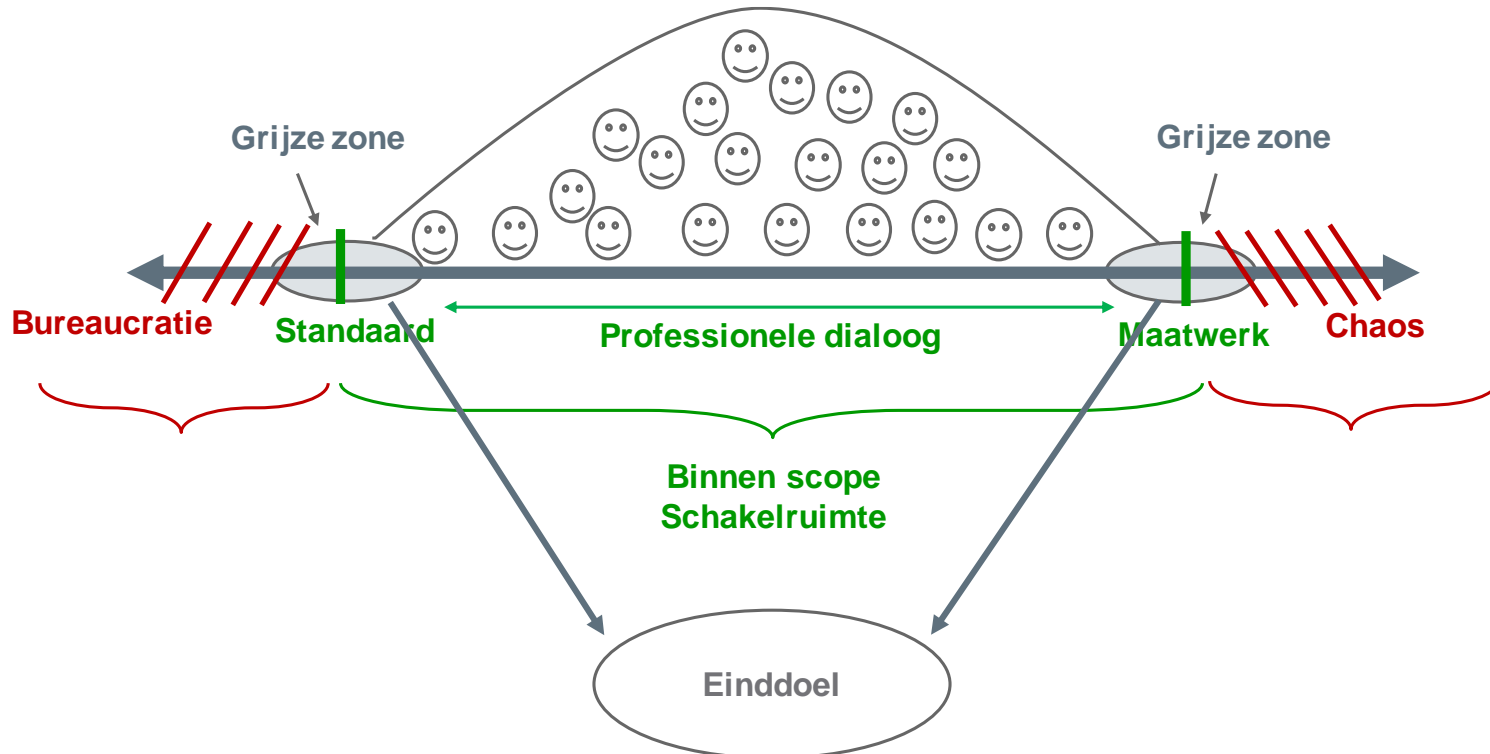 Grijze zone
Grijze zone
Bureaucratie
Standaard
Professionele dialoog
Maatwerk
Chaos
Binnen scope
Schakelruimte
Einddoel